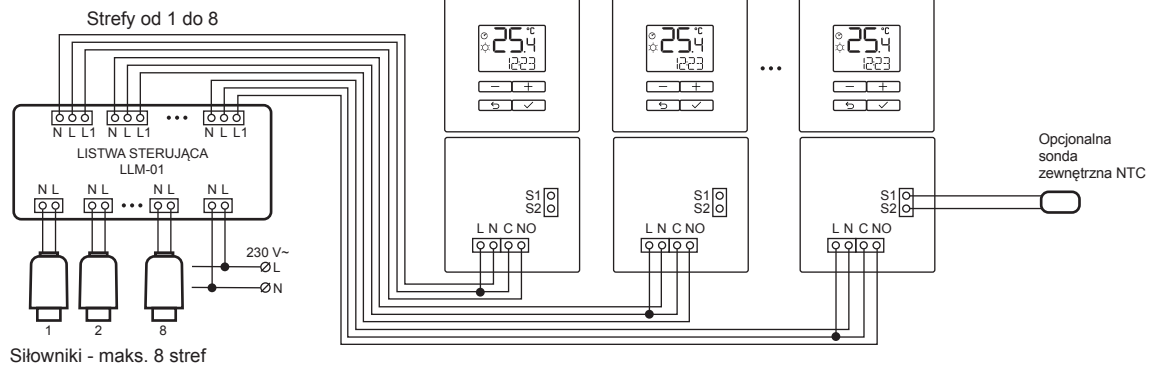 Strefy od 1 do 8
25.4 °C
12:23
25.4 °C
12:23
...
25.4 °C
12:23
N L L1
N L L1
...
N L L1
LISTWA STERUJĄCA
LLM-01
N L
N L
...
N L
N L
230 V~
L
N
1
2
8
Siłowniki - maks. 8 stref
S1
S2
L N C NO
S1
S2
L N C NO
S1
S2
L N C NO
Opcjonalna
sonda
zewnętrzna NTC